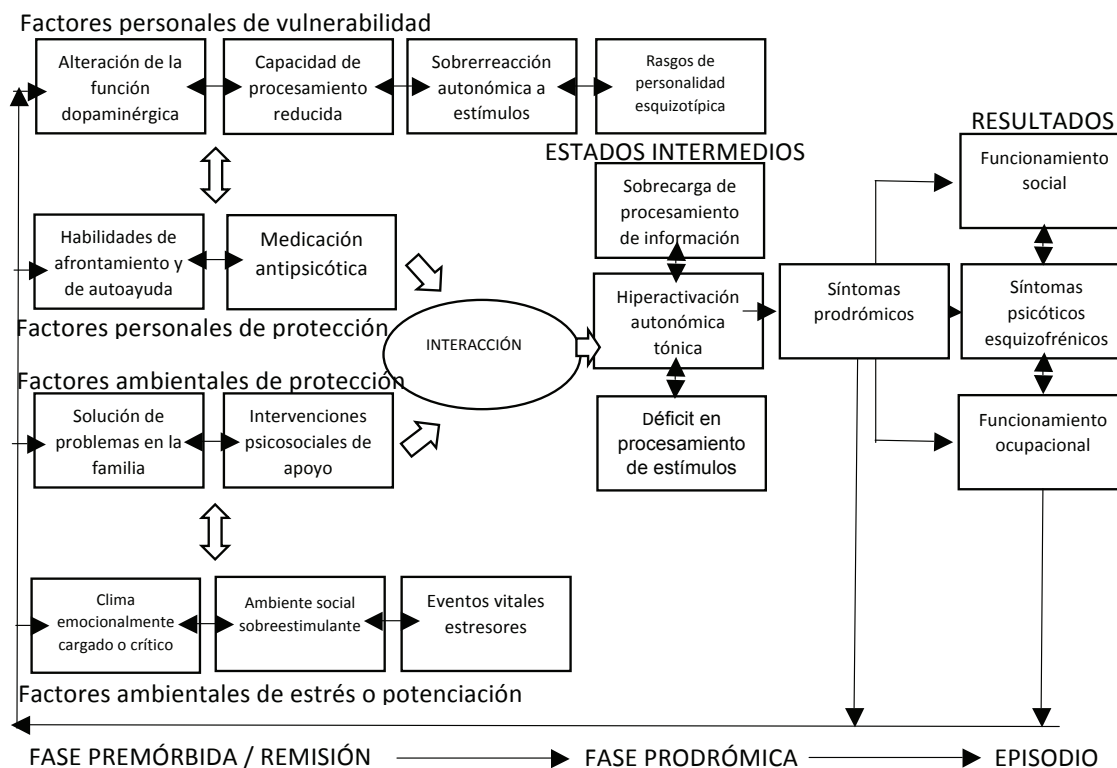 Factores personales de vulnerabilidad
Alteración de la
función
dopaminérgica
Capacidad de
procesamiento
reducida
Sobrerreacción
autonómica a
estímulos
Rasgos de
personalidad
esquizotípica
Habilidades de
afrontamiento y
de autoayuda
Medicación
antipsicótica
Factores personales de protección
Factores ambientales de protección
Solución de
problemas en la
familia
Intervenciones
psicosociales de
apoyo
Clima
emocionalmente
cargado o crítico
Ambiente social
sobreestimulante
Eventos vitales
estresores
Factores ambientales de estrés o potenciación
INTERACCIÓN
ESTADOS INTERMEDIOS
Sobrecarga de
procesamiento
de información
Hiperactivación
autonómica
tónica
Déficit en
procesamiento
de estímulos
Síntomas
prodrómicos
RESULTADOS
Funcionamiento
social
Síntomas
psicóticos
esquizofrénicos
Funcionamiento
ocupacional
FASE PREMÓRBIDA / REMISIÓN
FASE PRODRÓMICA
EPISODIO